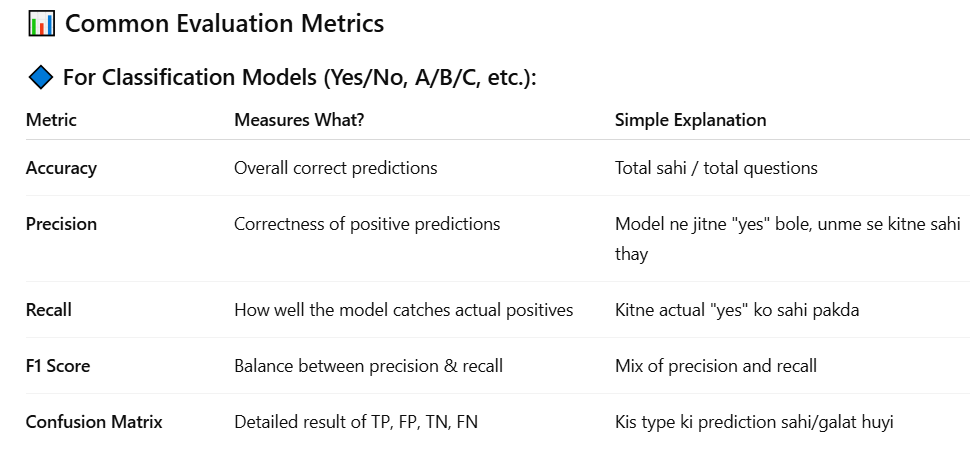 📊 Common Evaluation Metrics
🔷 For Classification Models (Yes/No, A/B/C, etc.):
Metric Measures What? Simple Explanation
Accuracy Overall correct predictions Total sahi / total questions
Precision Correctness of positive predictions Model ne jitne "yes" bole, unme se kitne sahi
thay
Recall How well the model catches actual positives Kitne actual "yes" ko sahi pakda
F1 Score Balance between precision & recall Mix of precision and recall
Confusion Matrix Detailed result of TP, FP, TN, FN Kis type ki prediction sahi/galat huyi